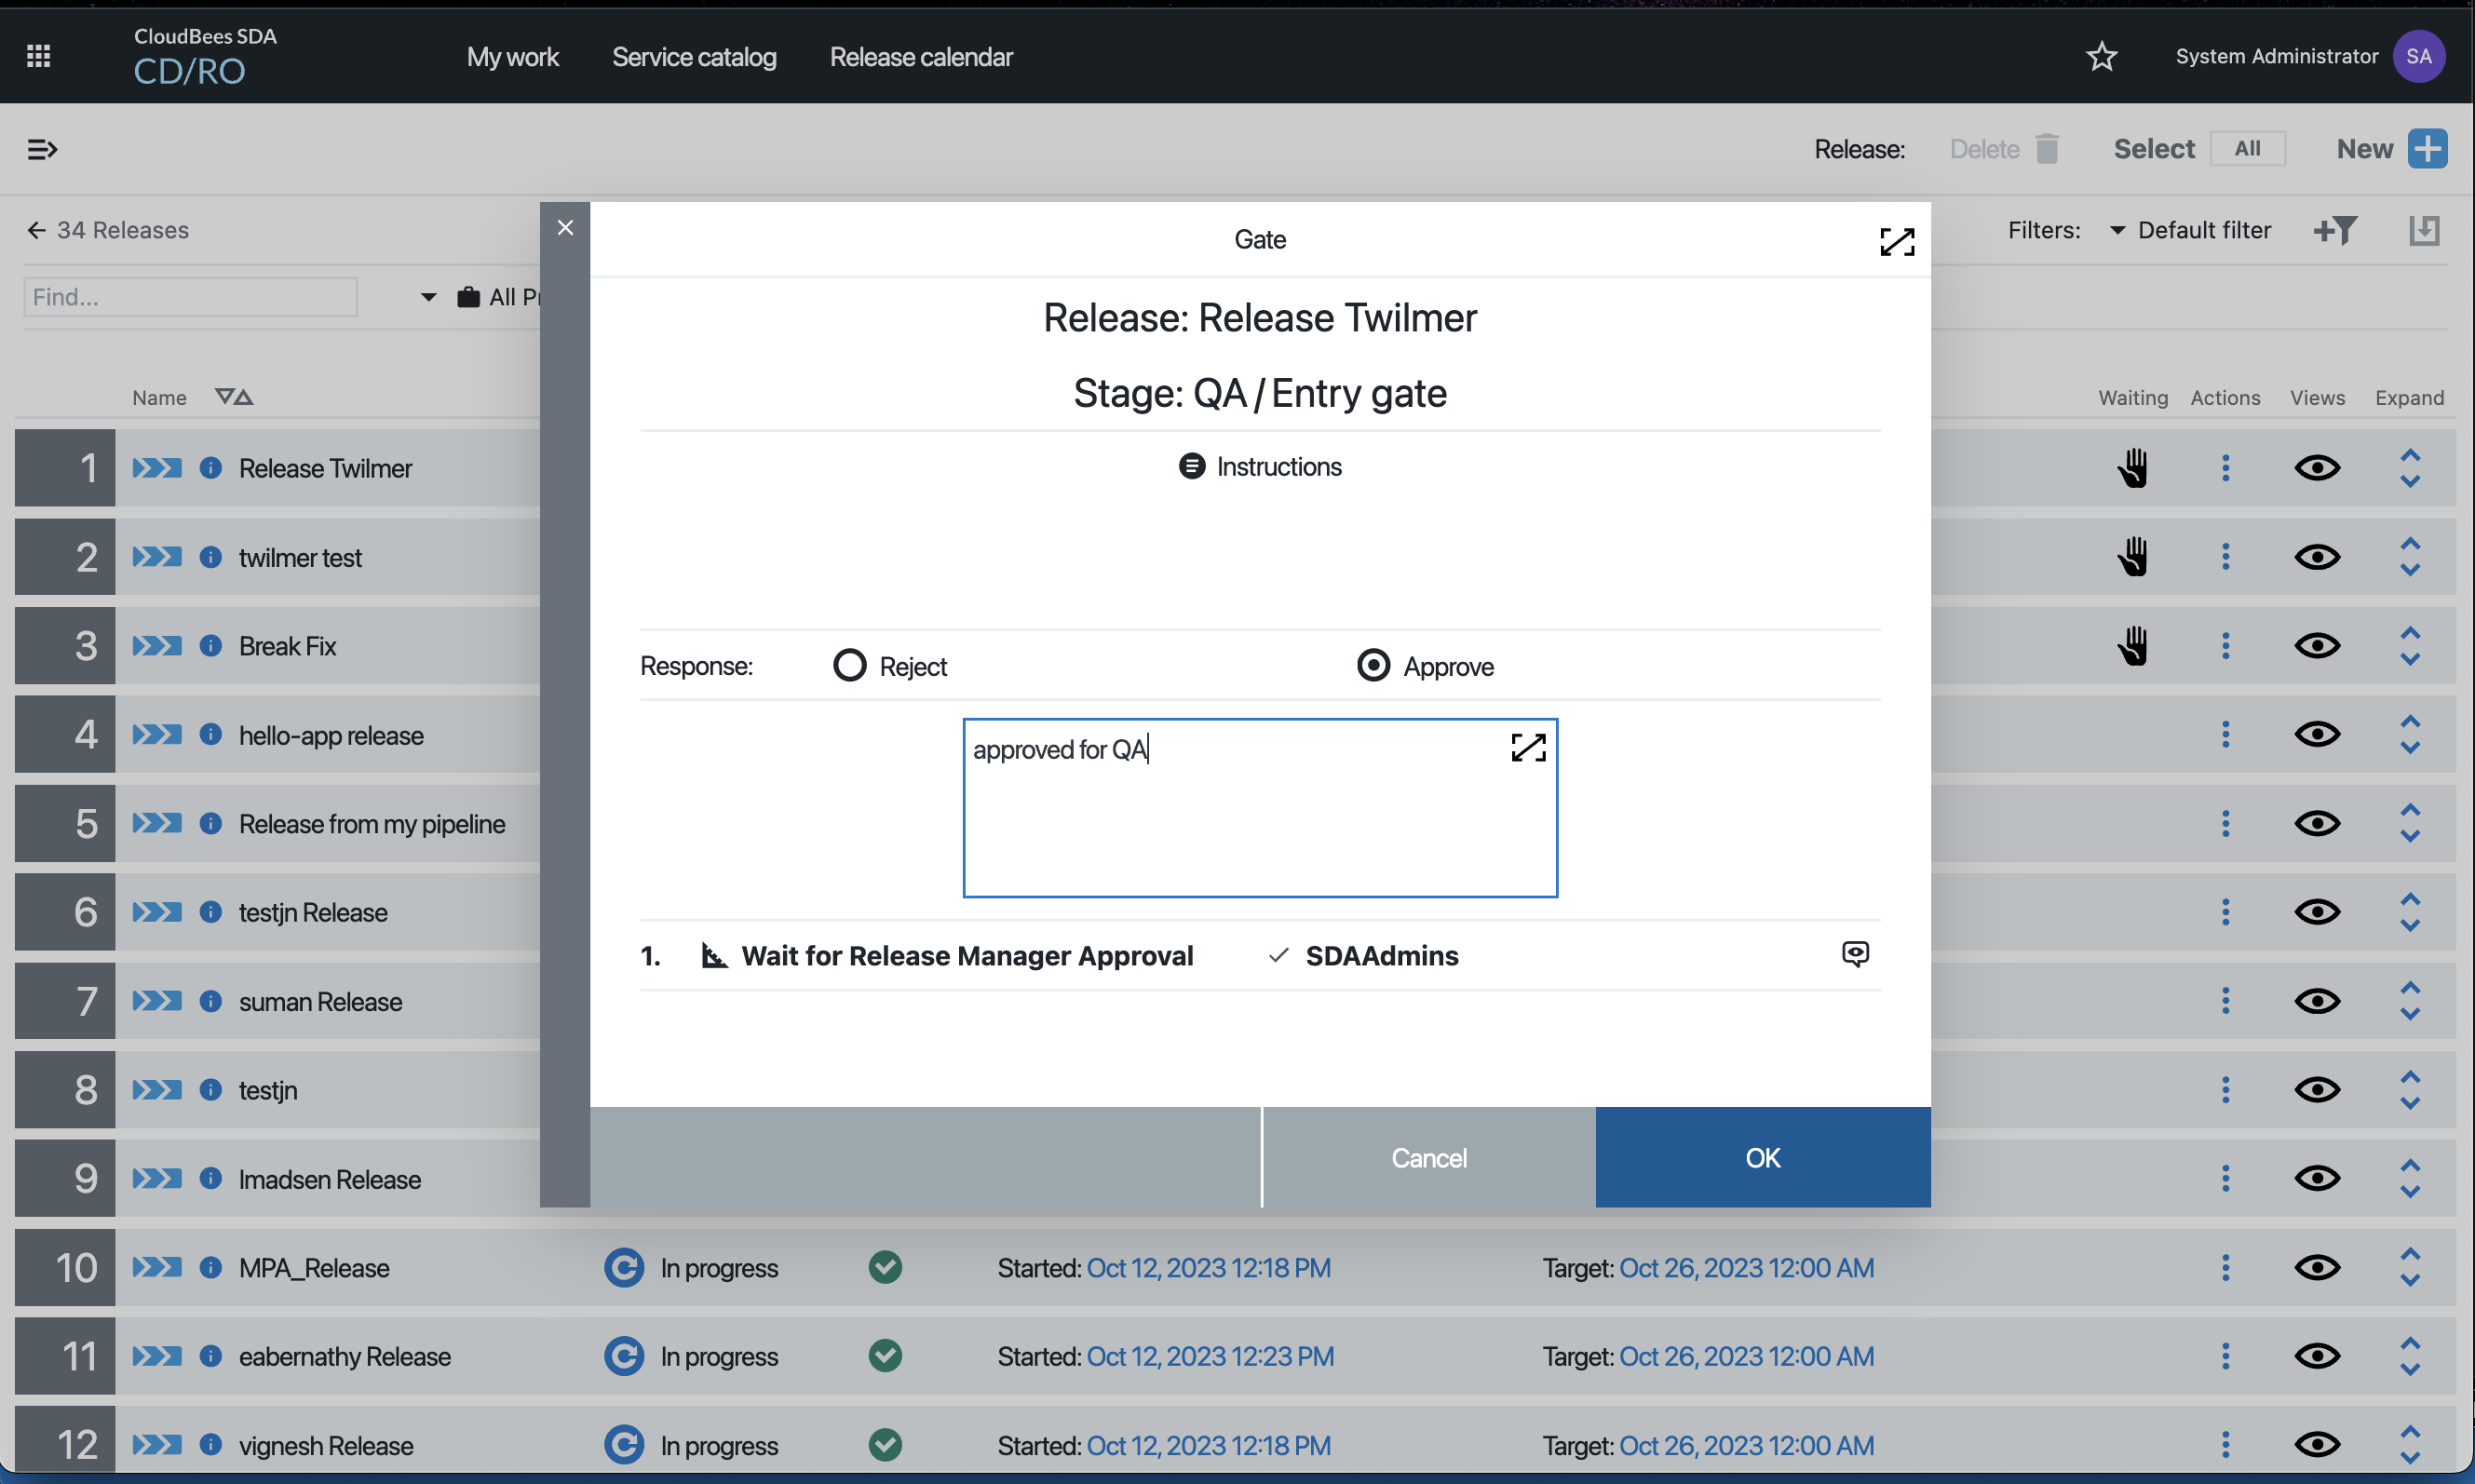 CloudBees SDA
CD/RO
My work
Service catalog
Release calendar
System Administrator
SA
Release:
Delete
Select
All
New
34 Releases
Filters:
Default filter
Find...
All Pr
Name
Waiting
Actions
Views
Expand
Gate
Release: Release Twilmer
Stage: QA / Entry gate
Instructions
Response:
Reject
Approve
approved for QA
1.
Wait for Release Manager Approval
SDAAdmins
Cancel
OK
1 Release Twilmer
2 twilmer test
3 Break Fix
4 hello-app release
5 Release from my pipeline
6 testjn Release
7 suman Release
8 testjn
9 lmadsen Release
10 MPA_Release In progress Started: Oct 12, 2023 12:18 PM Target: Oct 26, 2023 12:00 AM
11 eabernathy Release In progress Started: Oct 12, 2023 12:23 PM Target: Oct 26, 2023 12:00 AM
12 vignesh Release In progress Started: Oct 12, 2023 12:18 PM Target: Oct 26, 2023 12:00 AM